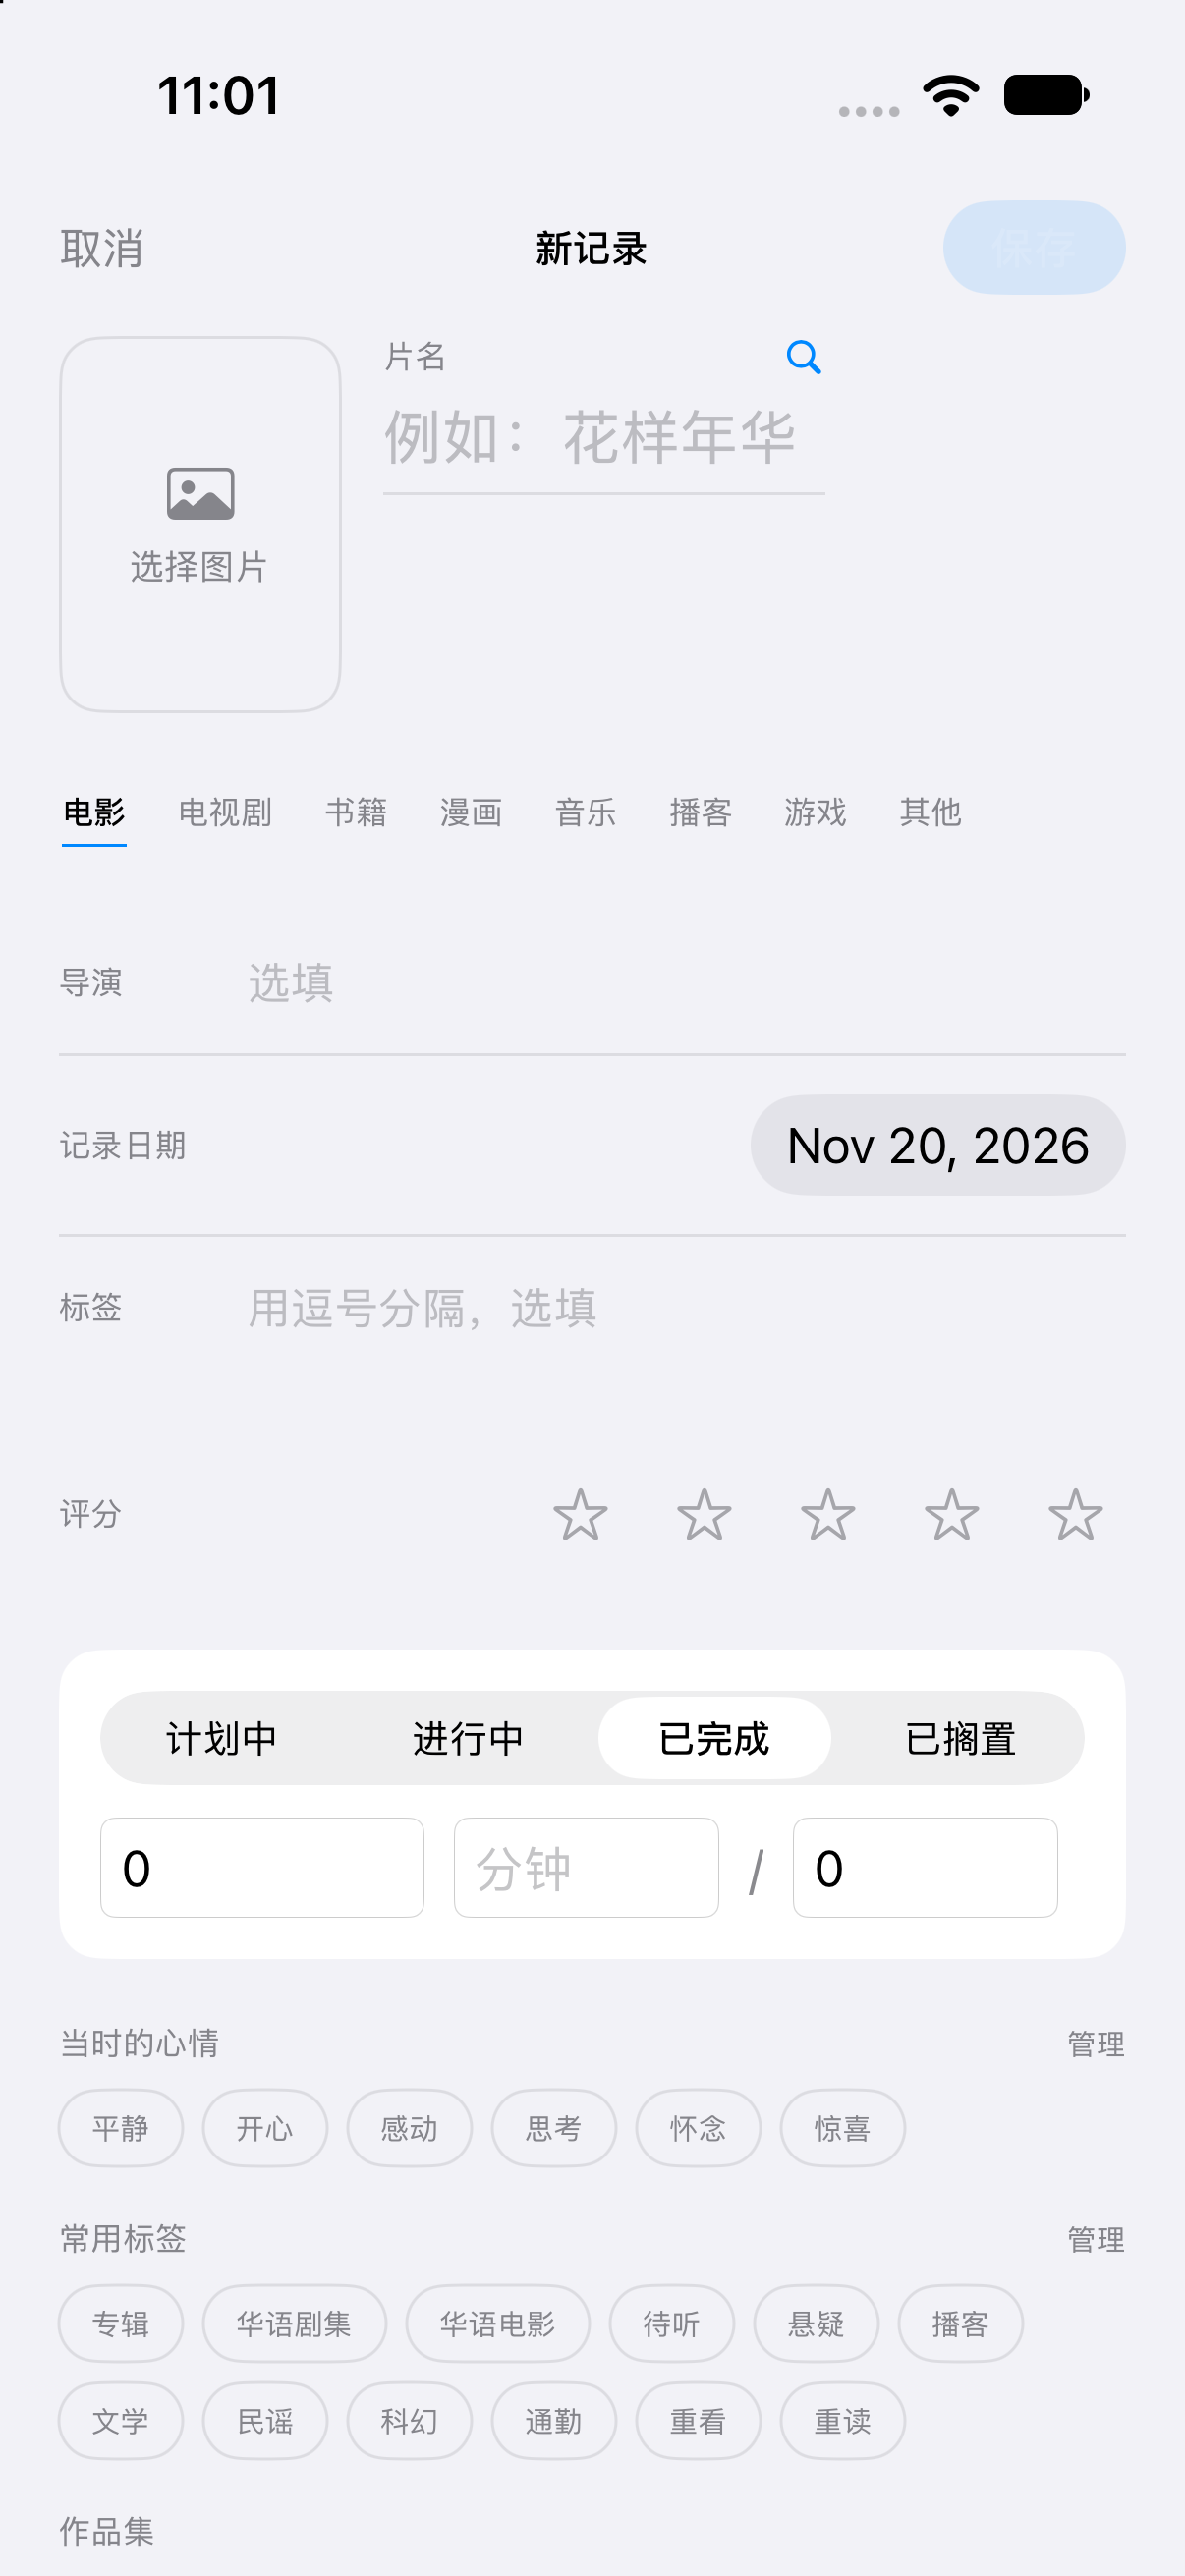 11:01
取消 新记录 保存
片名
例如：花样年华
选择图片
电影 电视剧 书籍 漫画 音乐 播客 游戏 其他
导演 选填
记录日期 Nov 20, 2026
标签 用逗号分隔，选填
评分
计划中 进行中 已完成 已搁置
0 分钟 / 0
当时的心情 管理
平静 开心 感动 思考 怀念 惊喜
常用标签 管理
专辑 华语剧集 华语电影 待听 悬疑 播客
文学 民谣 科幻 通勤 重看 重读
作品集